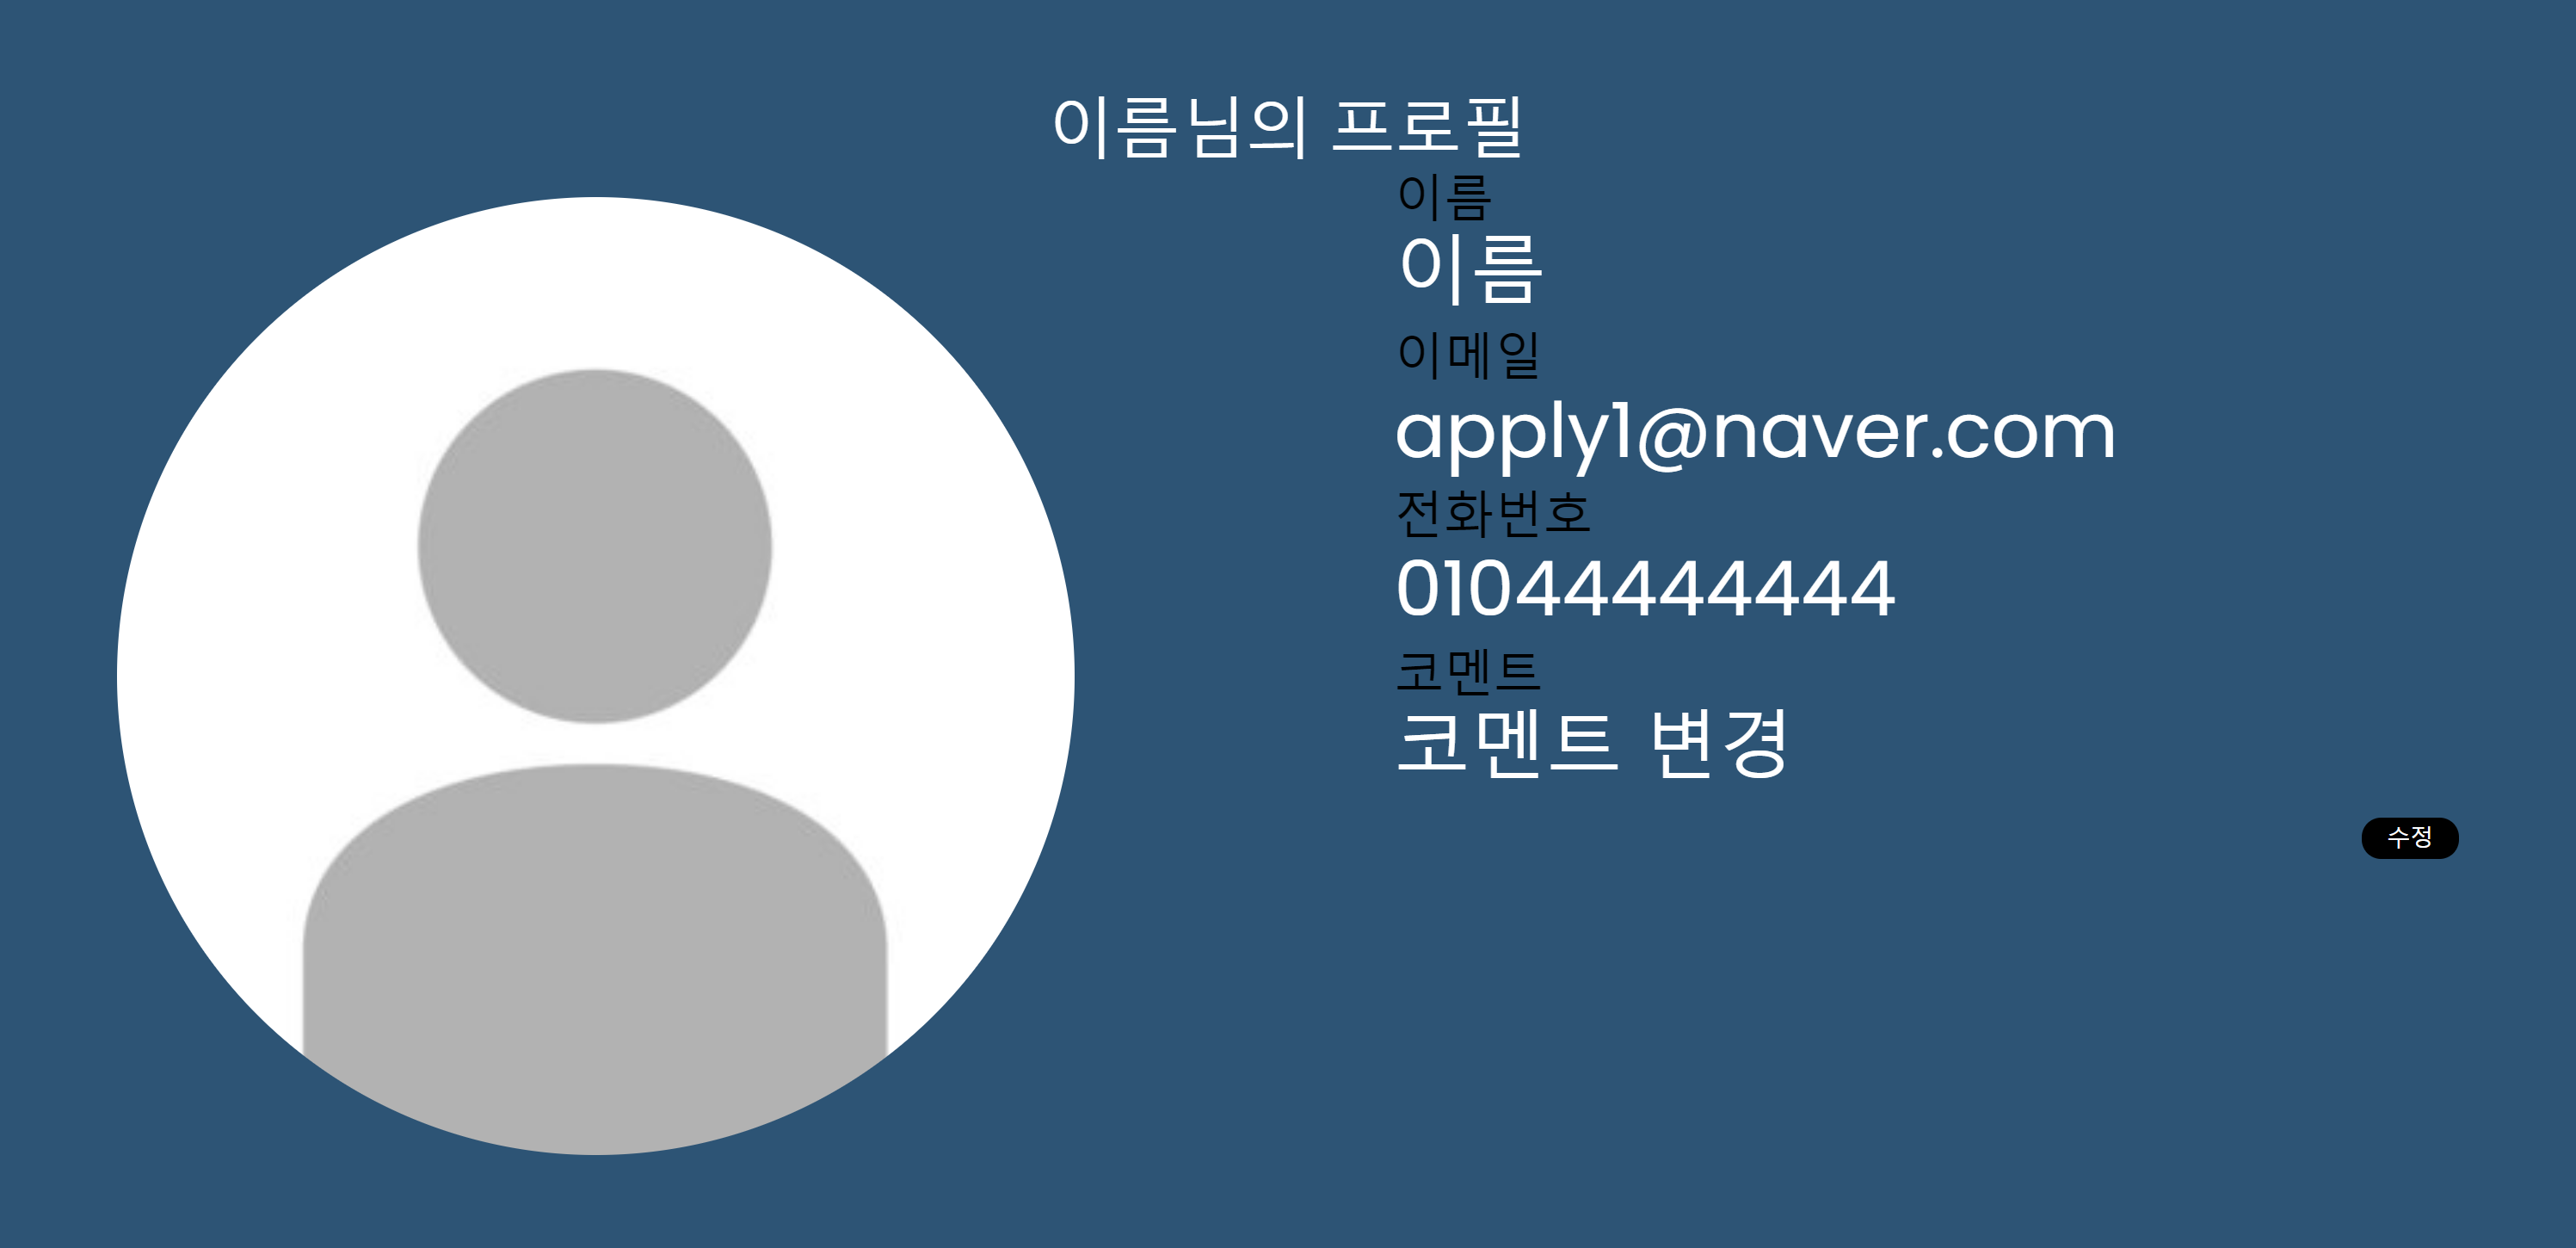 이름님의 프로필
이름
이름
이메일
apply1@naver.com
전화번호
01044444444
코멘트
코멘트 변경
수정